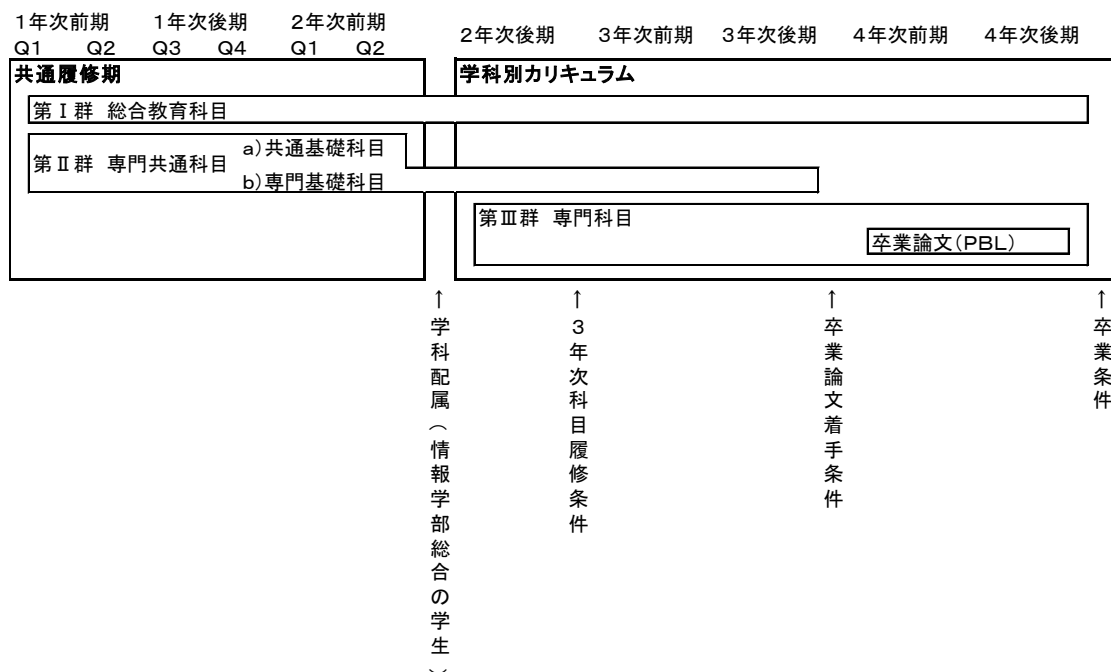 1年次前期 1年次後期 2年次前期
Q1 Q2 Q3 Q4 Q1 Q2
2年次後期 3年次前期 3年次後期 4年次前期 4年次後期
共通履修期
学科別カリキュラム
第Ⅰ群 総合教育科目
第Ⅱ群 専門共通科目
a)共通基礎科目
b)専門基礎科目
第Ⅲ群 専門科目
卒業論文(PBL)
↑学科配属(情報学部総合の学生)
↑3年次科目履修条件
↑卒業論文着手条件
↑卒業条件